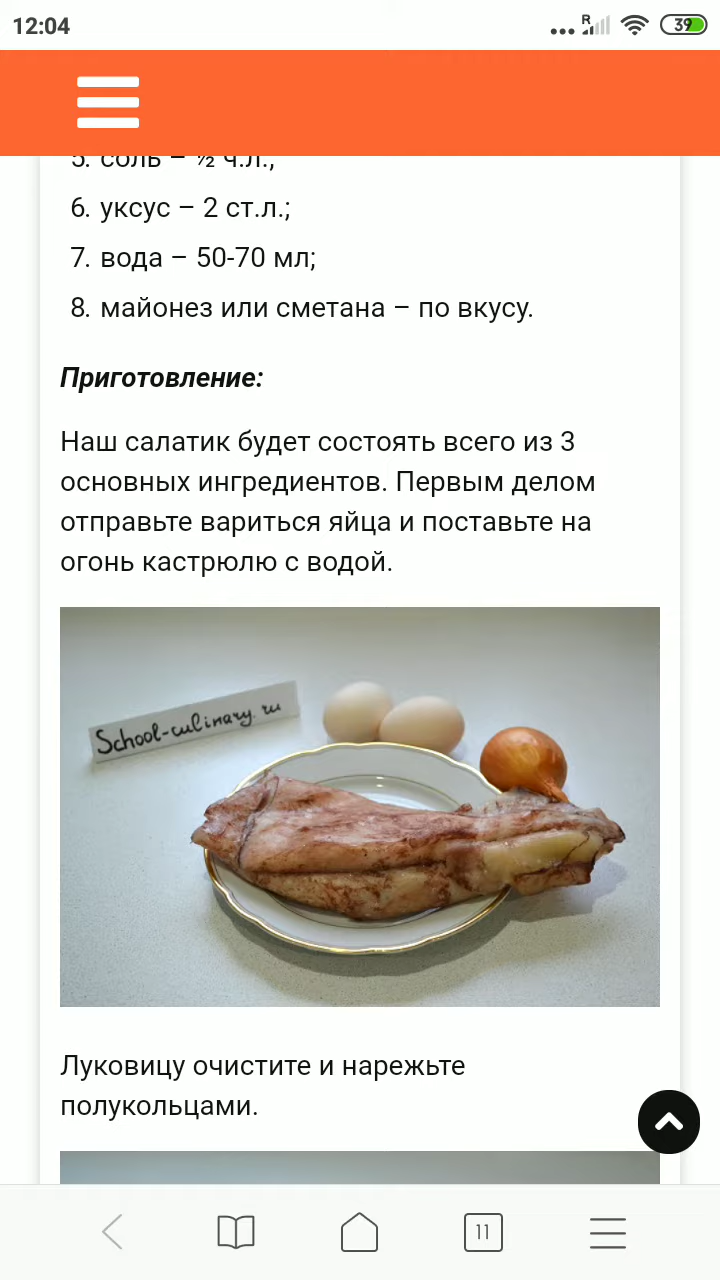 12:04
R
39
5. соль – ½ ч.л.;
6. уксус – 2 ст.л.;
7. вода – 50-70 мл;
8. майонез или сметана – по вкусу.
Приготовление:
Наш салатик будет состоять всего из 3
основных ингредиентов. Первым делом
отправьте вариться яйца и поставьте на
огонь кастрюлю с водой.
School-culinary.ru
Луковицу очистите и нарежьте
полукольцами.
11